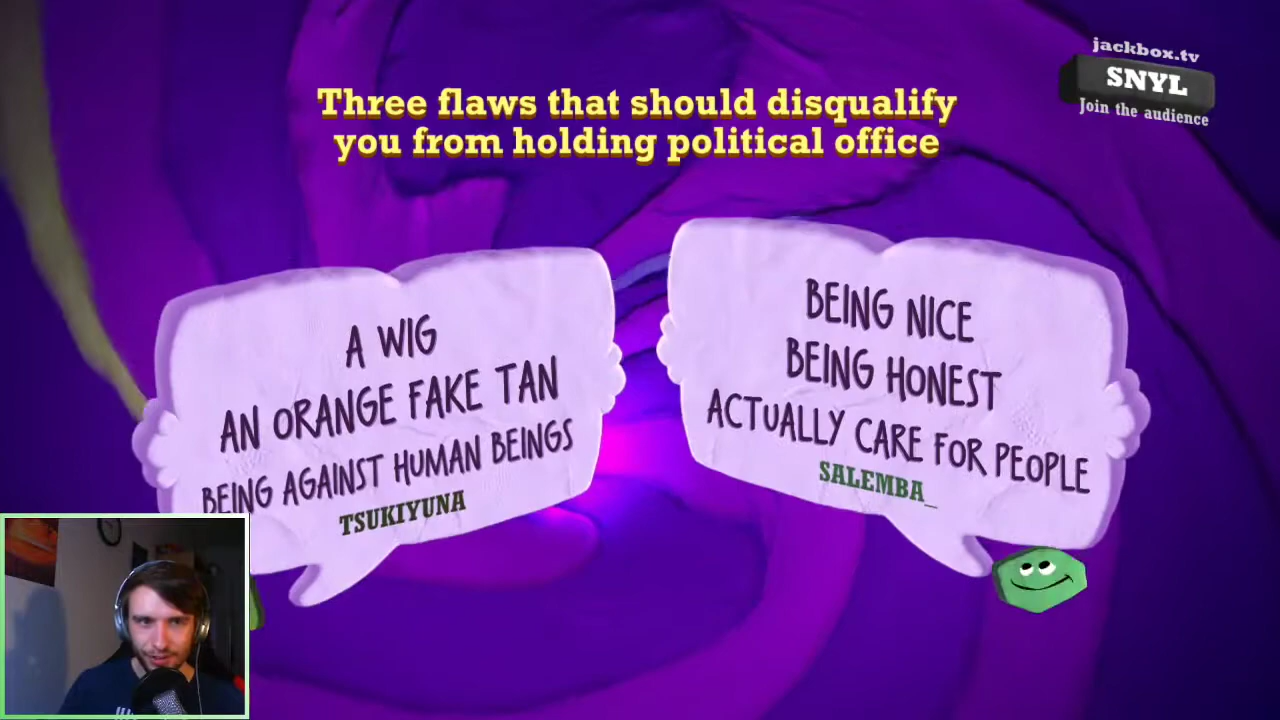 jackbox.tv
SNYL
Join the audience
Three flaws that should disqualify
you from holding political office
A WIG
AN ORANGE FAKE TAN
BEING AGAINST HUMAN BEINGS
TSUKIYUNA
BEING NICE
BEING HONEST
ACTUALLY CARE FOR PEOPLE
SALEMBA_